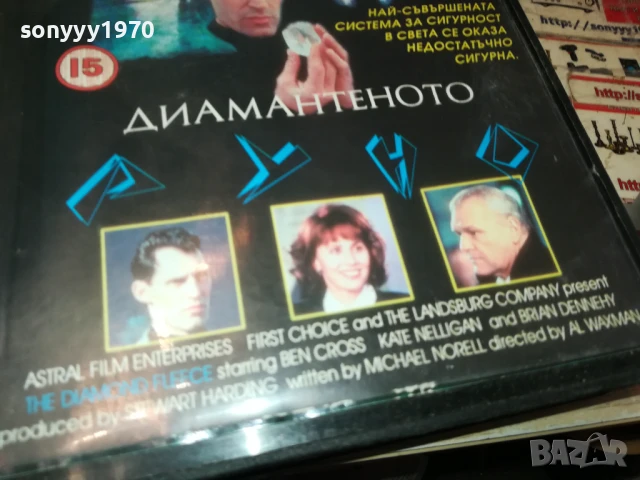 sonyyy1970
НАЙ-СЪВЪРШЕНАТА
СИСТЕМА ЗА СИГУРНОСТ
В СВЕТА СЕ ОКАЗА
НЕДОСТАТЪЧНО
СИГУРНА.
15
ДИАМАНТЕНОТО
РУНО
ASTRAL FILM ENTERPRISES FIRST CHOICE and THE LANDSBURG COMPANY present
THE DIAMOND FLEECE starring BEN CROSS KATE NELLIGAN and BRIAN DENNEHY
produced by STEWART HARDING written by MICHAEL NORELL directed by AL WAXMAN
http://
http://
BAZAR